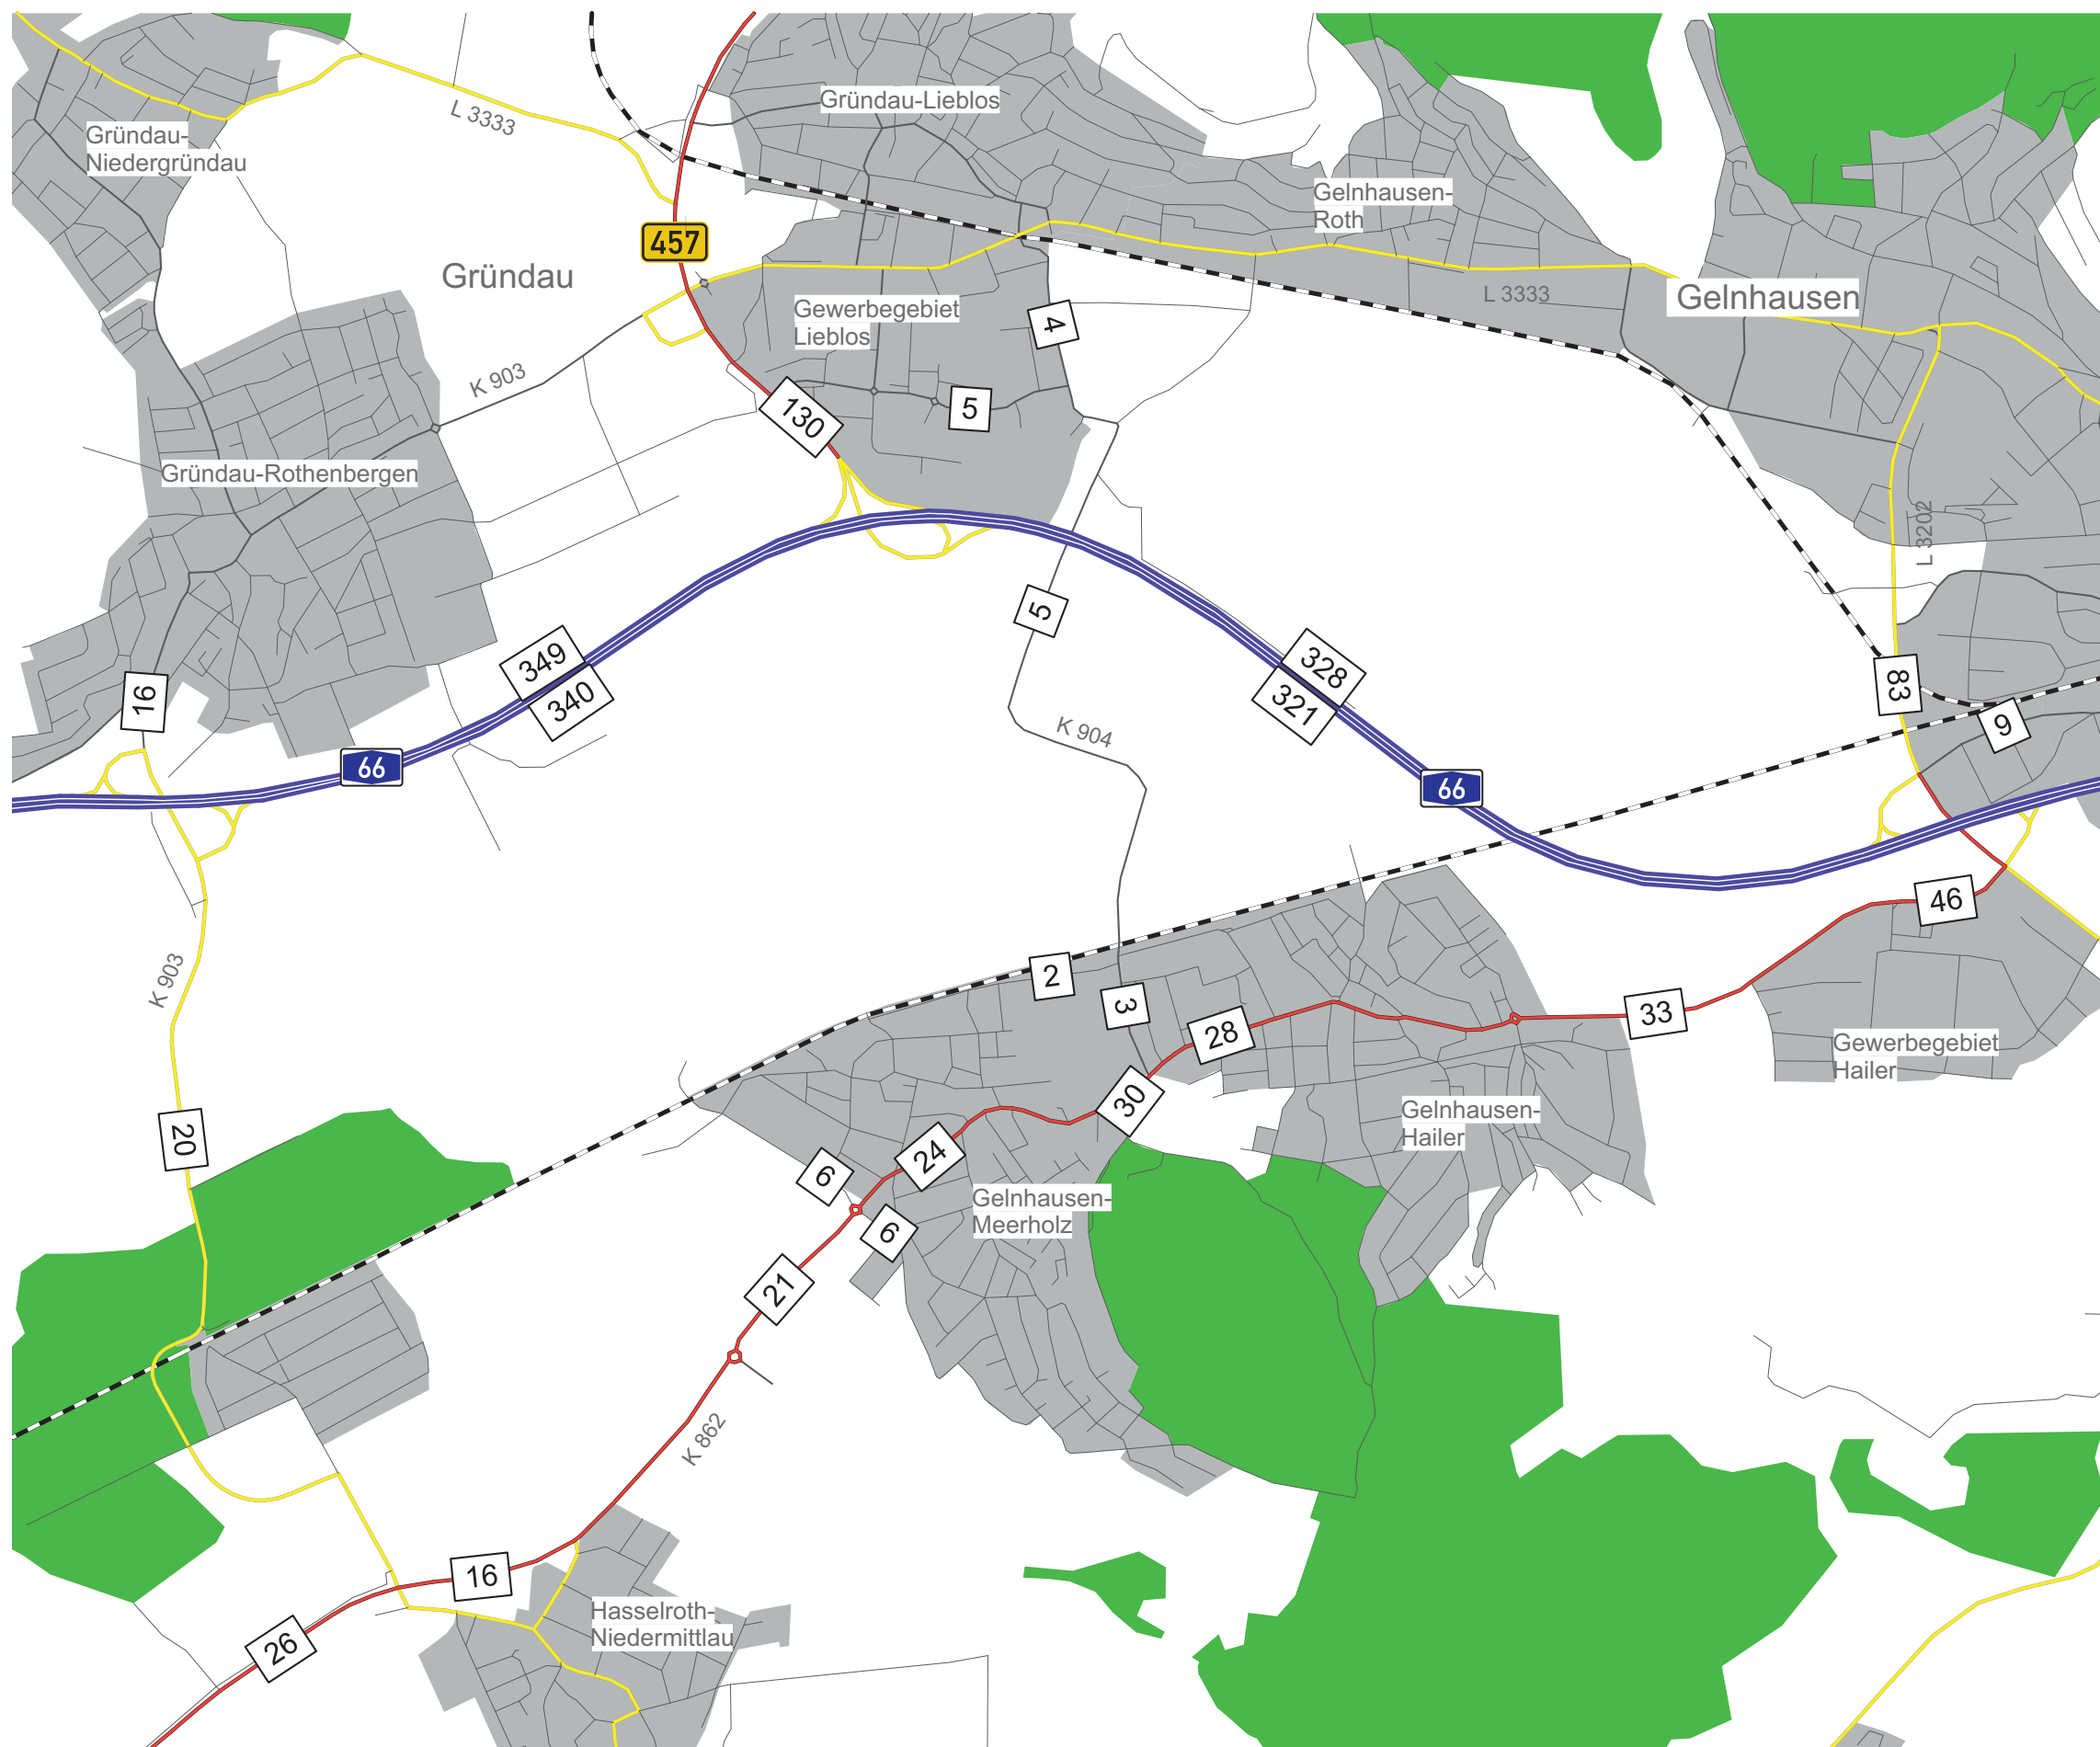 Gründau-Lieblos
L 3333
Gründau-
Niedergründau
Gelnhausen-
Roth
457
Gründau
L 3333
Gelnhausen
Gewerbegebiet
Lieblos
4
K 903
130
5
Gründau-Rothenbergen
L 3202
5
349
340
328
321
16
83
9
K 904
66
66
46
2
K 903
3
28
33
Gewerbegebiet
Hailer
30
Gelnhausen-
Hailer
20
24
6
Gelnhausen-
Meerholz
6
21
K 862
16
Hasselroth-
Niedermittlau
26